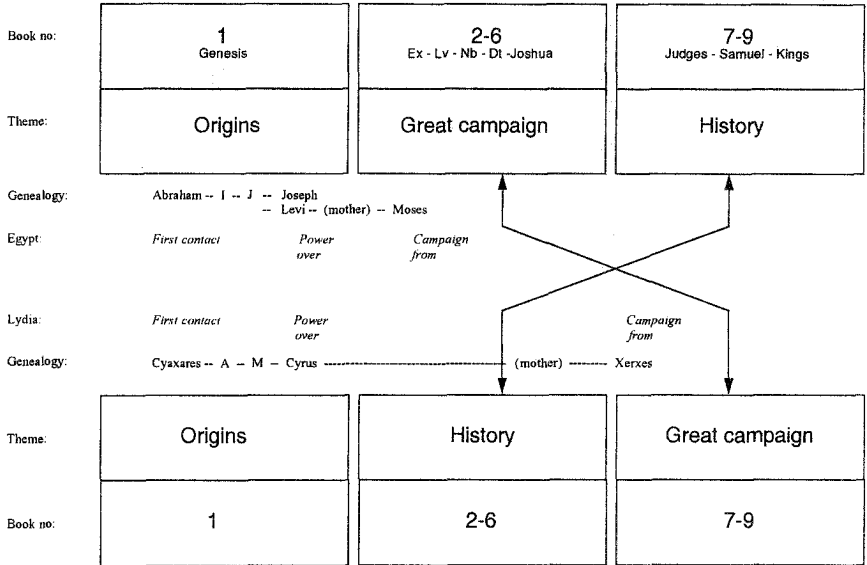 Book no: 1 2-6 7-9
Genesis Ex - Lv - Nb - Dt -Joshua Judges - Samuel - Kings
Theme: Origins Great campaign History
Genealogy: Abraham -- I -- J -- Joseph
-- Levi -- (mother) -- Moses
Egypt: First contact Power Campaign
over from
Lydia: First contact Power Campaign
over from
Genealogy: Cyaxares -- A -- M -- Cyrus ---------------------------------- (mother) -------- Xerxes
Theme: Origins History Great campaign
Book no: 1 2-6 7-9